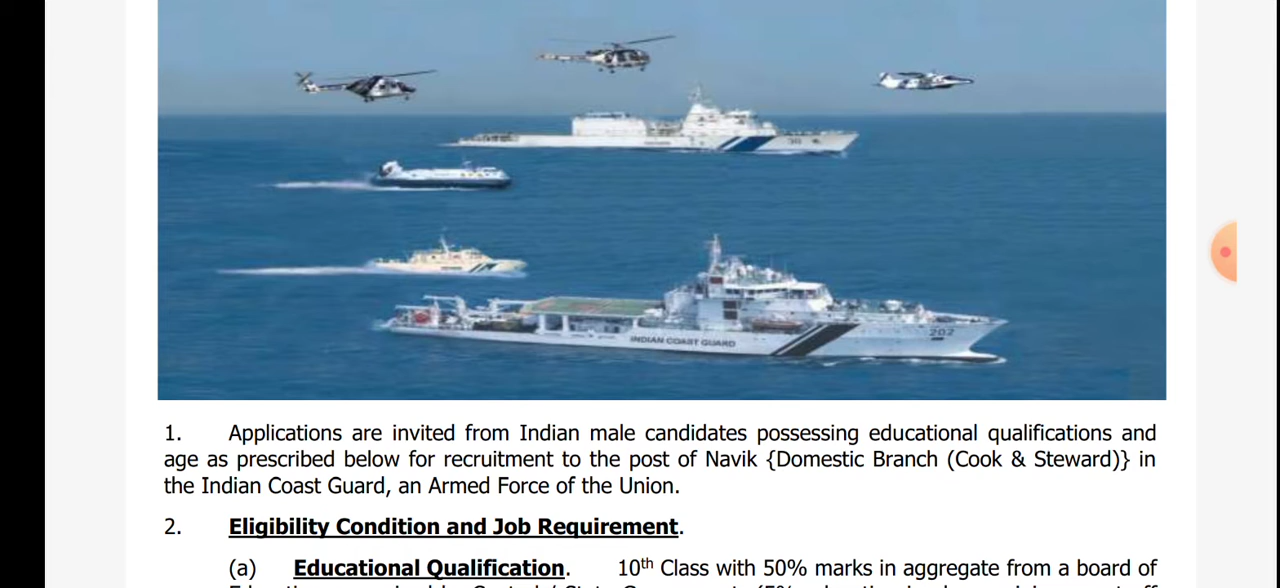 30
INDIAN COAST GUARD
202
1. Applications are invited from Indian male candidates possessing educational qualifications and
age as prescribed below for recruitment to the post of Navik {Domestic Branch (Cook & Steward)} in
the Indian Coast Guard, an Armed Force of the Union.
2. Eligibility Condition and Job Requirement.
(a) Educational Qualification. 10th Class with 50% marks in aggregate from a board of